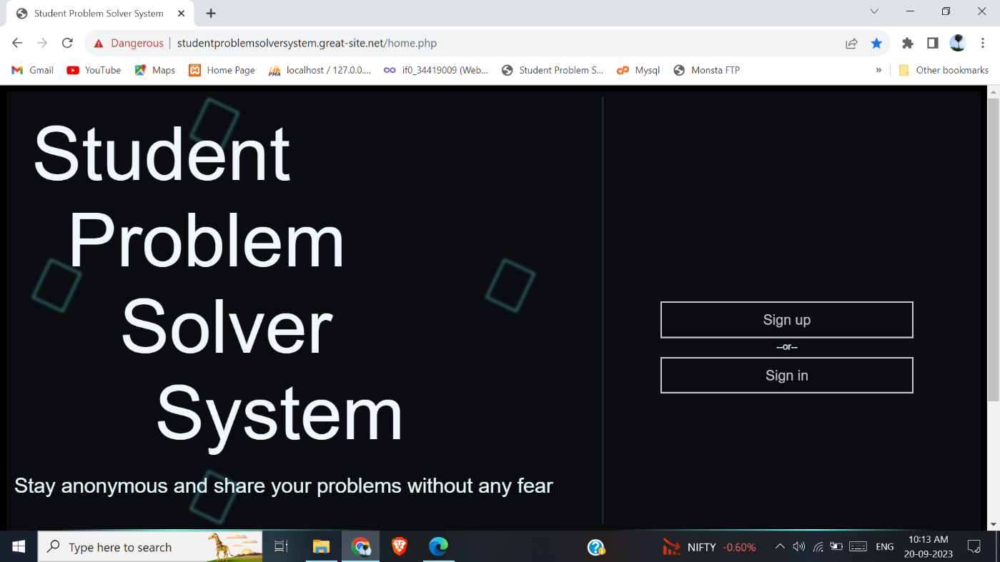 Student Problem Solver System
Dangerous
studentproblemsolversystem.great-site.net/home.php
Gmail
YouTube
Maps
Home Page
localhost / 127.0.0....
if0_34419009 (Web...
Student Problem S...
Mysql
Monsta FTP
»
Other bookmarks
Student
Problem
Solver
System
Stay anonymous and share your problems without any fear
Sign up
--or--
Sign in
Type here to search
NIFTY -0.60%
ENG
10:13 AM
20-09-2023